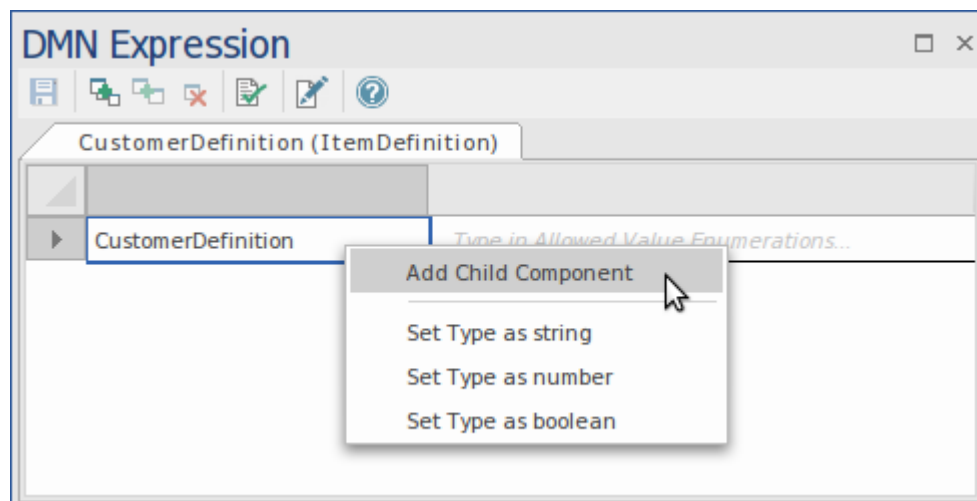 DMN Expression
CustomerDefinition (ItemDefinition)
CustomerDefinition
Type in Allowed Value Enumerations...
Add Child Component
Set Type as string
Set Type as number
Set Type as boolean